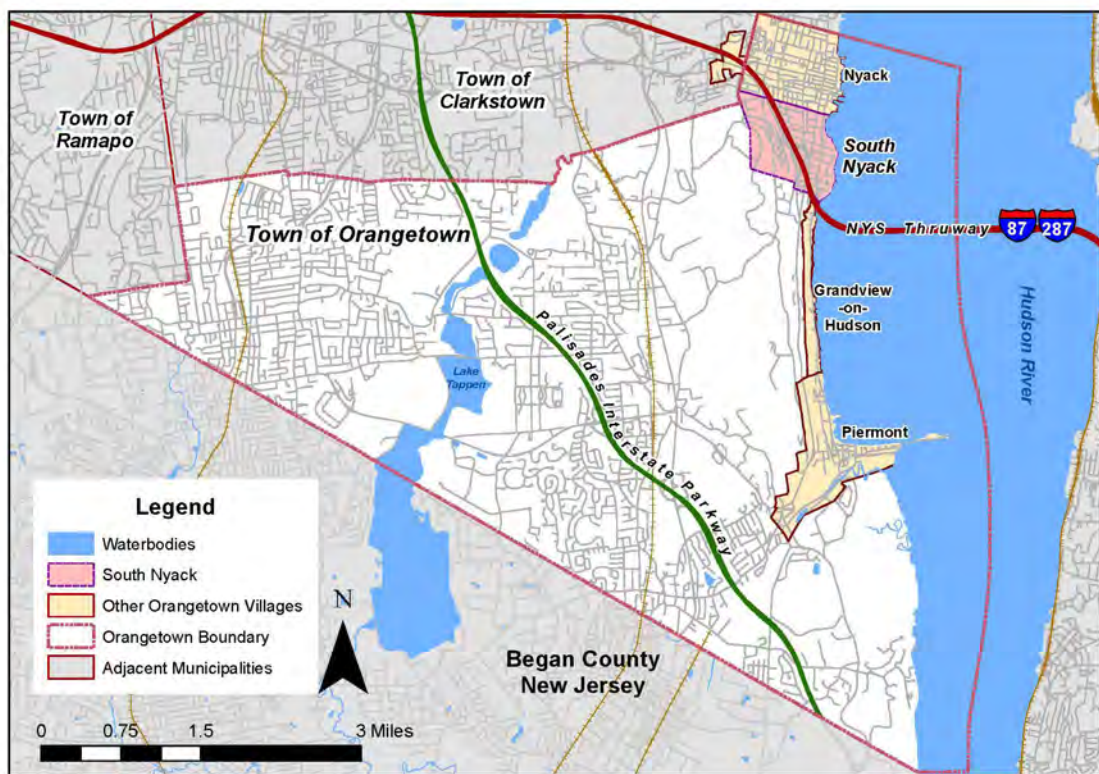 Town of
Ramapo
Town of
Clarkstown
Nyack
South
Nyack
Town of Orangetown
NYS Thruway
87
287
Grandview
-on-
Hudson
Hudson River
Palisades Interstate Parkway
Lake
Tappen
Piermont
Legend
Waterbodies
South Nyack
Other Orangetown Villages
Orangetown Boundary
Adjacent Municipalities
N
Began County
New Jersey
2
0 0.75 1.5 3 Miles